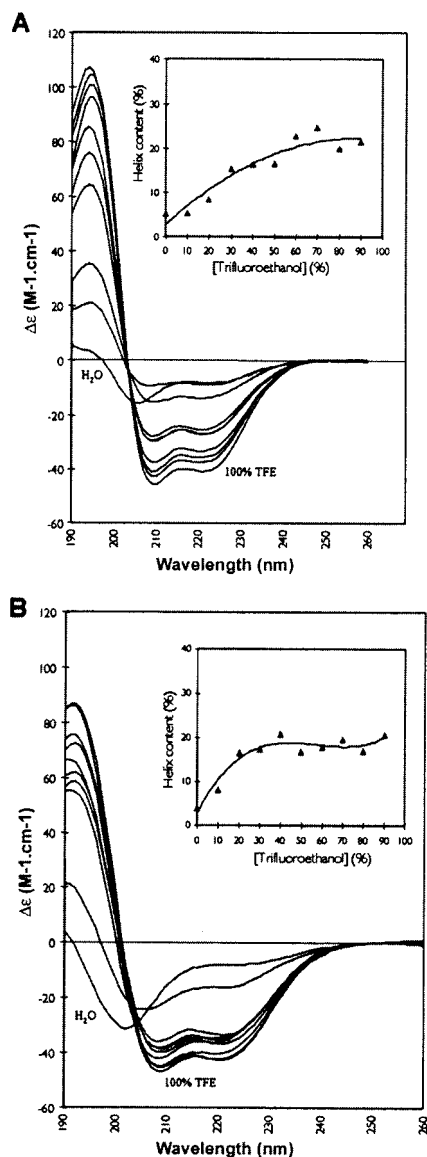 A
120
100
80
60
40
20
0
-20
-40
-60
Δε (M-1.cm-1)
40
30
20
10
0
Helix content (%)
0 10 20 30 40 50 60 70 80 90 100
[Trifluoroethanol] (%)
H₂O
100% TFE
190 200 210 220 230 240 250 260
Wavelength (nm)
B
120
100
80
60
40
20
0
-20
-40
-60
Δε (M-1.cm-1)
40
30
20
10
0
Helix content (%)
0 10 20 30 40 50 60 70 80 90 100
[Trifluoroethanol] (%)
H₂O
100% TFE
190 200 210 220 230 240 250 260
Wavelength (nm)